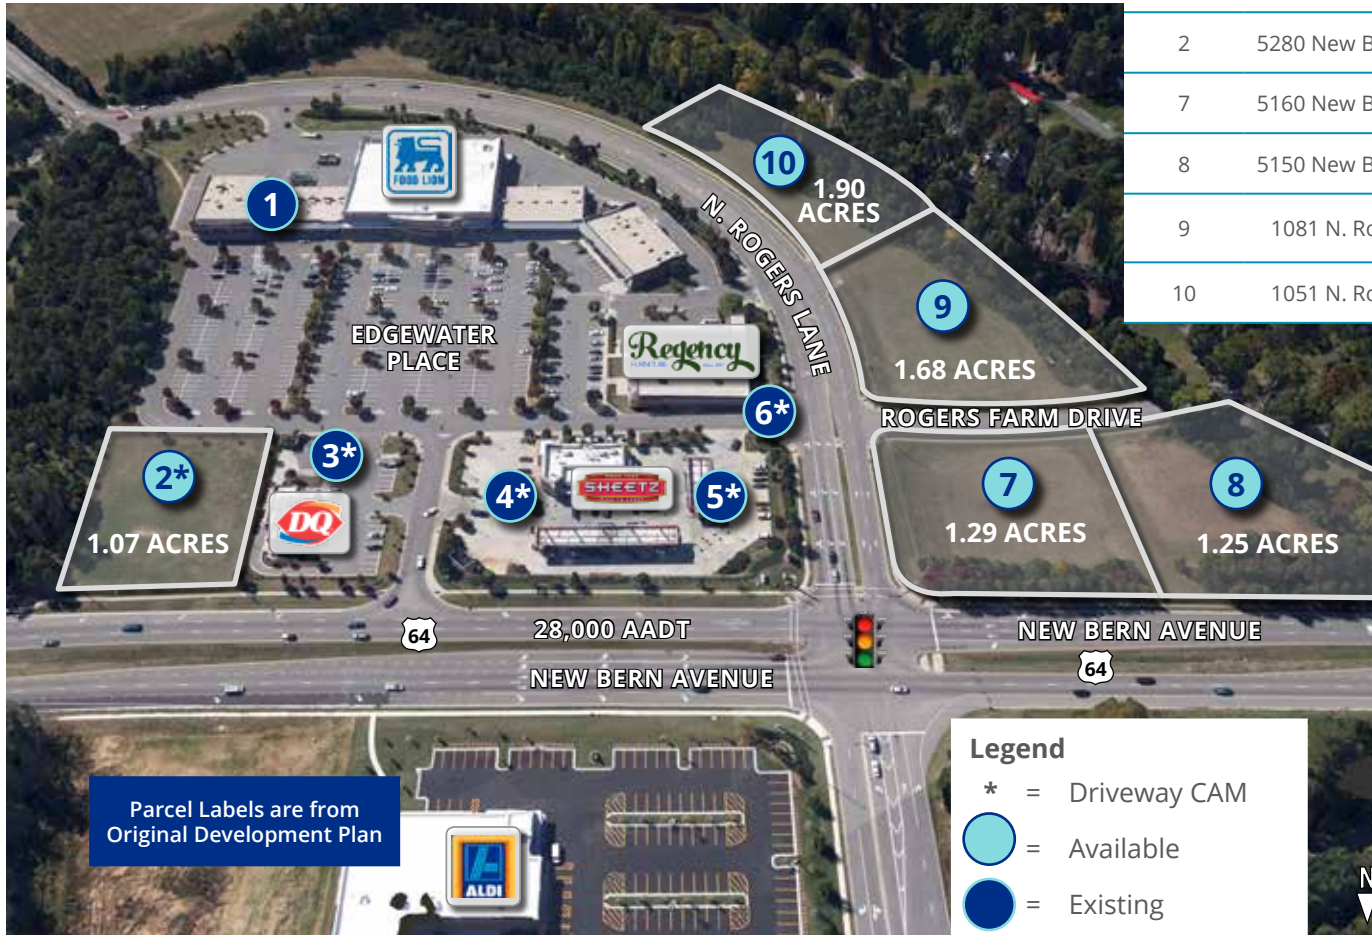 2 5280 New B
7 5160 New B
8 5150 New B
9 1081 N. Ro
10 1051 N. Ro
FOOD LION
1
10
1.90
ACRES
N. ROGERS LANE
9
1.68 ACRES
EDGEWATER
PLACE
Regency
6*
ROGERS FARM DRIVE
2*
1.07 ACRES
3*
DQ
4*
SHEETZ
5*
7
1.29 ACRES
8
1.25 ACRES
64
28,000 AADT
NEW BERN AVENUE
NEW BERN AVENUE
64
Parcel Labels are from
Original Development Plan
ALDI
Legend
* = Driveway CAM
= Available
= Existing
N